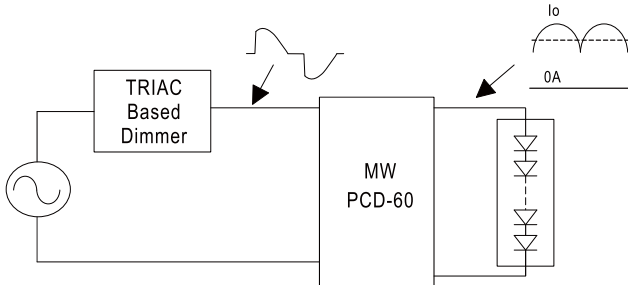 Io
0A
TRIAC
Based
Dimmer
MW
PCD-60